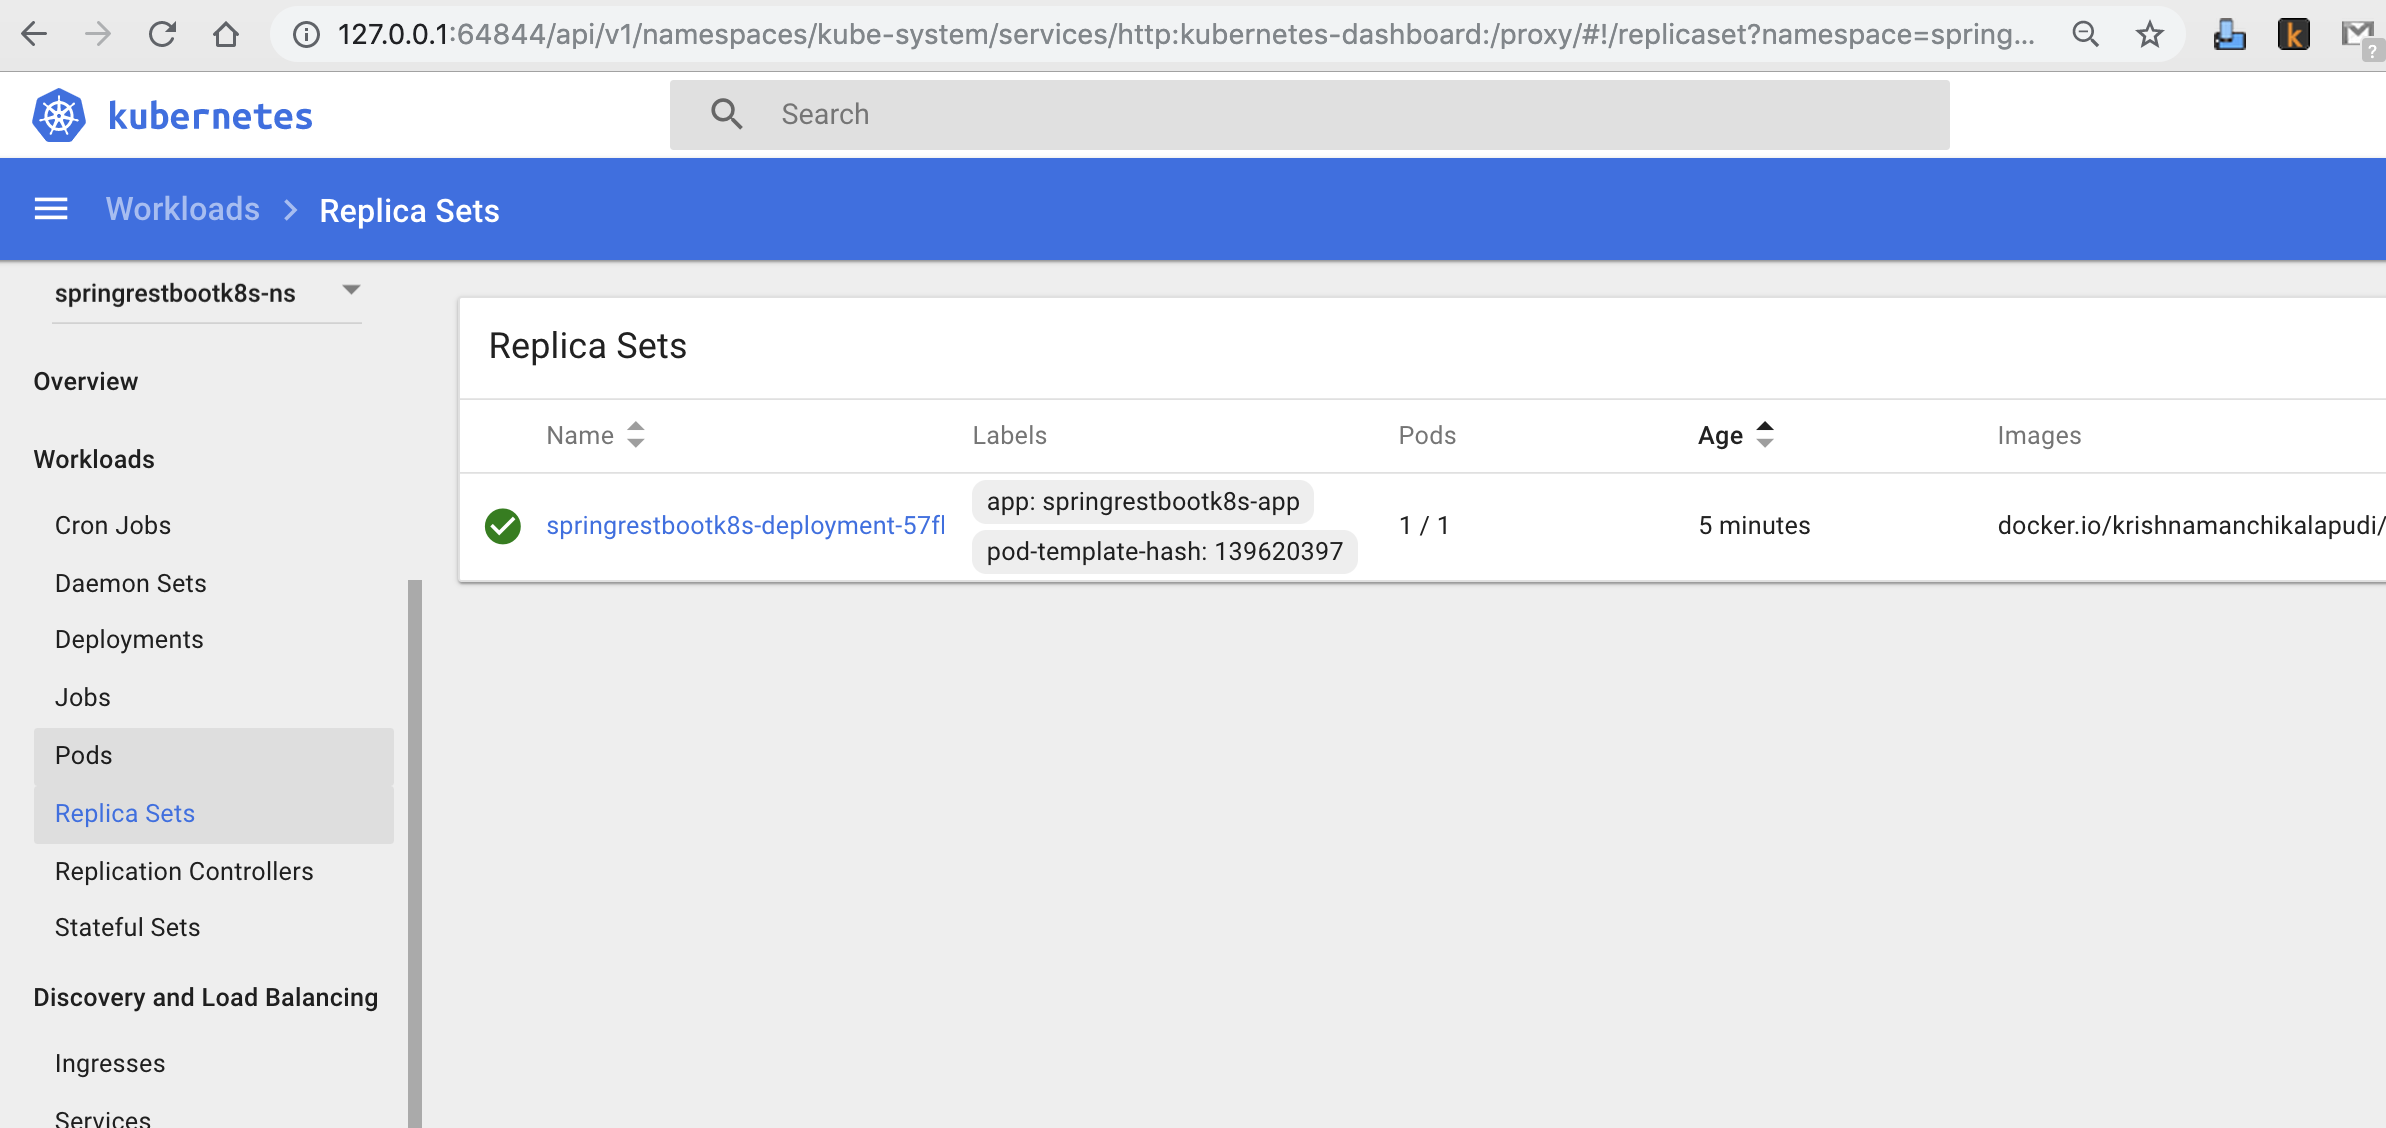 127.0.0.1:64844/api/v1/namespaces/kube-system/services/http:kubernetes-dashboard:/proxy/#!/replicaset?namespace=spring...
k
?
kubernetes
Search
Workloads > Replica Sets
springrestbootk8s-ns
Overview
Workloads
Cron Jobs
Daemon Sets
Deployments
Jobs
Pods
Replica Sets
Replication Controllers
Stateful Sets
Discovery and Load Balancing
Ingresses
Services
Replica Sets
Name Labels Pods Age Images
springrestbootk8s-deployment-57fl app: springrestbootk8s-app 1 / 1 5 minutes docker.io/krishnamanchikalapudi/
pod-template-hash: 139620397